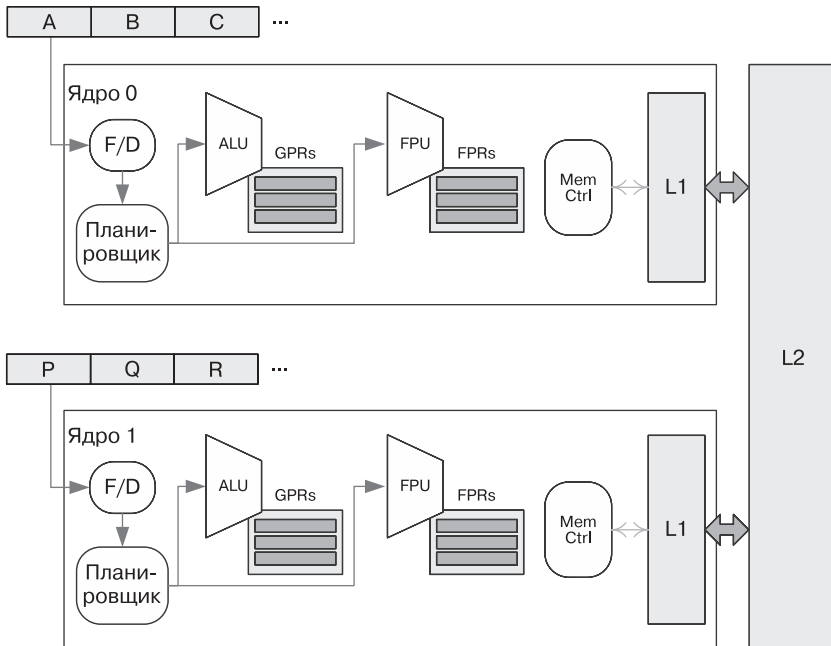 A B C ...
Ядро 0
F/D
Плани-
ровщик
ALU
GPRs
FPU
FPRs
Mem
Ctrl
L1
L2
P Q R ...
Ядро 1
F/D
Плани-
ровщик
ALU
GPRs
FPU
FPRs
Mem
Ctrl
L1